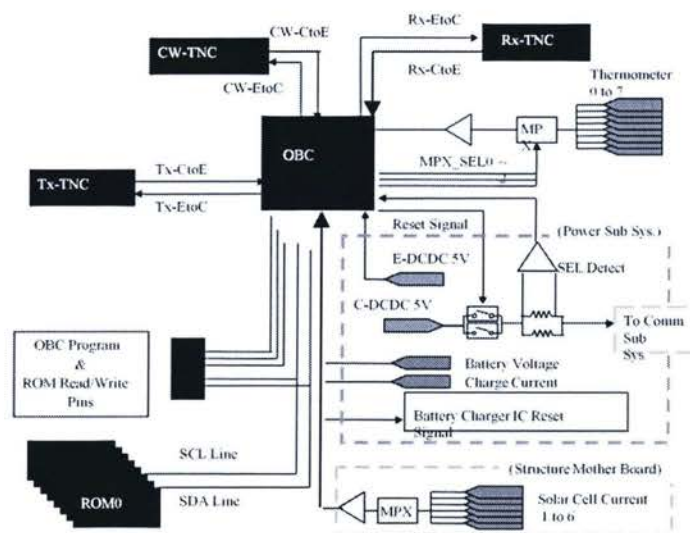 CW-CtoE
CW-TNC
CW-EtoC
Rx-EtoC
Rx-TNC
Rx-CtoE
Thermometer
0 to 7
MP
X
OBC
MPX_SEL0 ~
Tx-TNC
Tx-CtoE
Tx-EtoC
Reset Signal
(Power Sub Sys.)
E-DCDC 5V
SEL Detect
C-DCDC 5V
To Comm
Sub
Sys
OBC Program
&
ROM Read/Write
Pins
Battery Voltage
Charge Current
Battery Charger IC Reset
Signal
SCL Line
SDA Line
ROM0
(Structure Mother Board)
MPX
Solar Cell Current
1 to 6